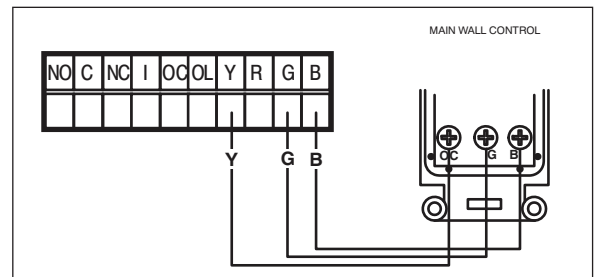 MAIN WALL CONTROL
NO C NC I OC OL Y R G B
OC G B
Y G B